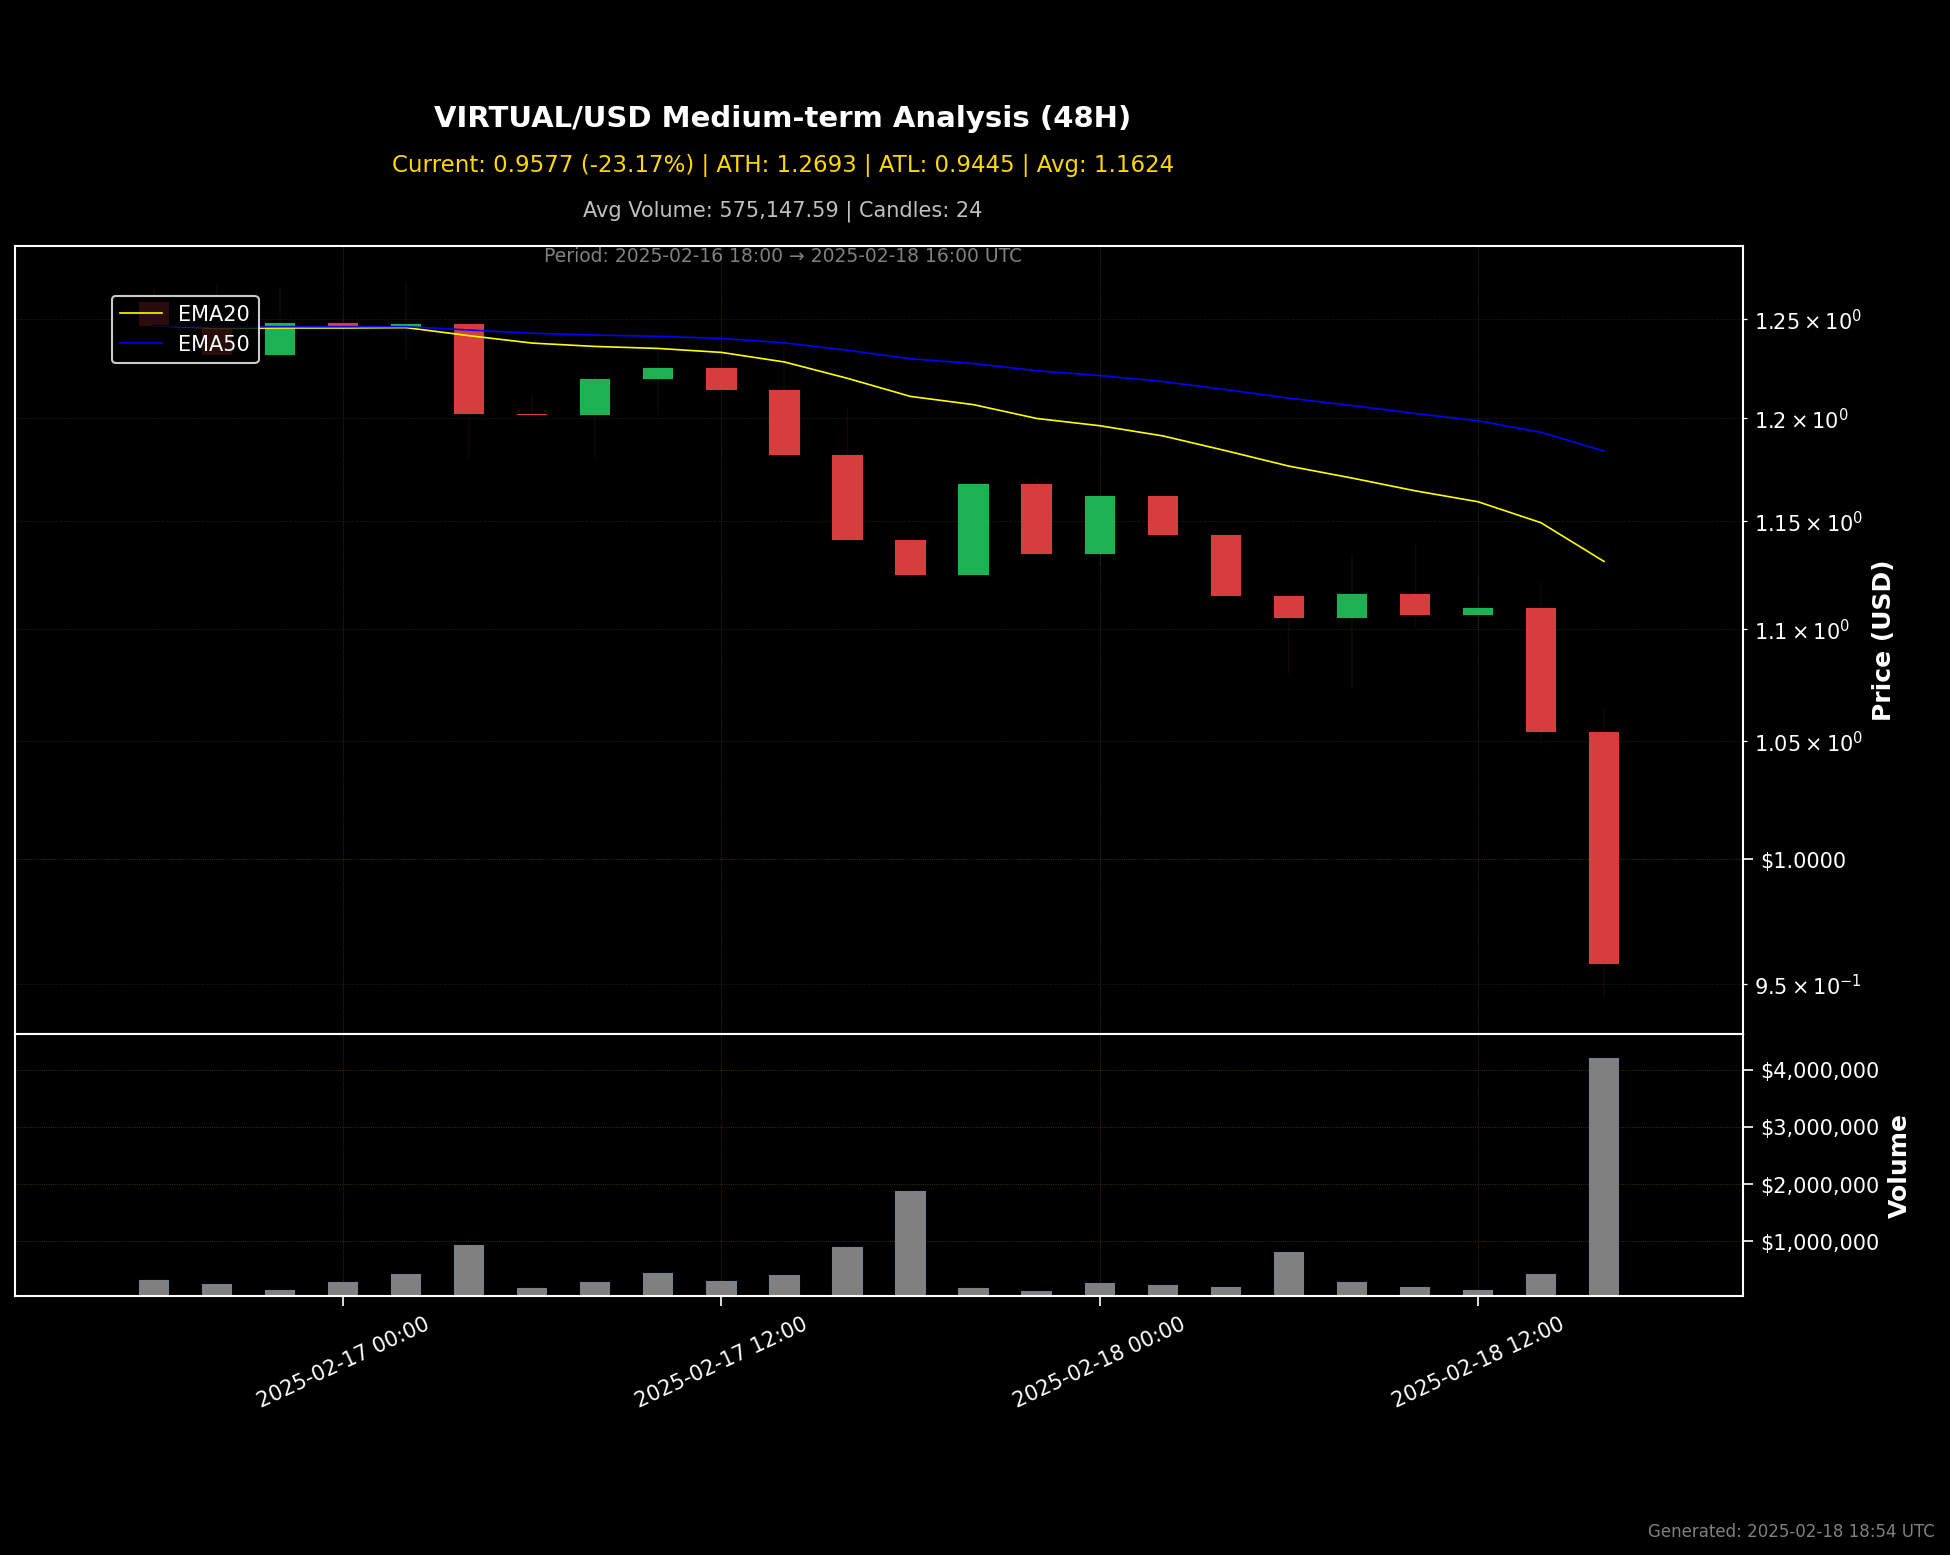 VIRTUAL/USD Medium-term Analysis (48H)
Current: 0.9577 (-23.17%) | ATH: 1.2693 | ATL: 0.9445 | Avg: 1.1624
Avg Volume: 575,147.59 | Candles: 24
Period: 2025-02-16 18:00 → 2025-02-18 16:00 UTC
EMA20
EMA50
1.25 × 10⁰
1.2 × 10⁰
1.15 × 10⁰
1.1 × 10⁰
1.05 × 10⁰
$1.0000
9.5 × 10⁻¹
Price (USD)
$4,000,000
$3,000,000
$2,000,000
$1,000,000
Volume
2025-02-17 00:00
2025-02-17 12:00
2025-02-18 00:00
2025-02-18 12:00
Generated: 2025-02-18 18:54 UTC